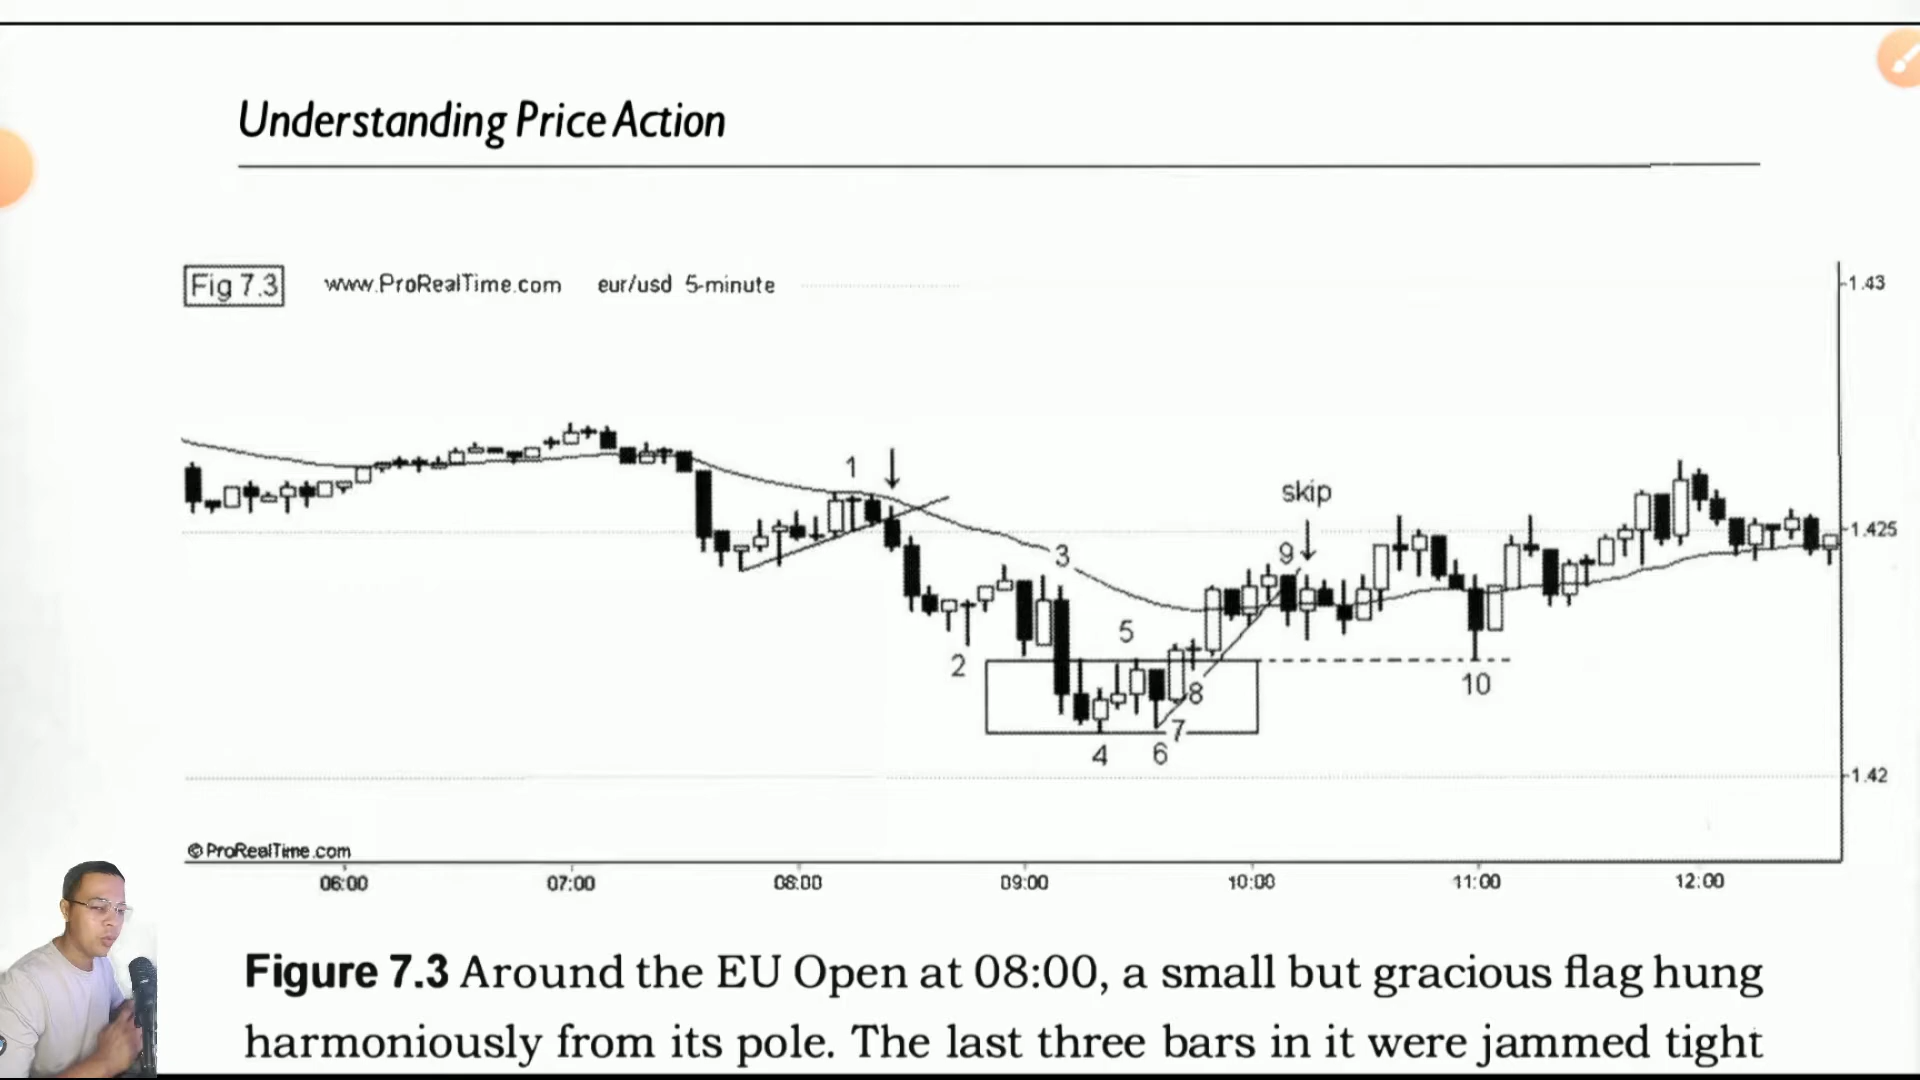 Understanding Price Action
Fig 7.3 www.ProRealTime.com eur/usd 5-minute
1.43
1
skip
1.425
3
9
5
2
8
10
7
4 6
1.42
© ProRealTime.com
06:00 07:00 08:00 09:00 10:00 11:00 12:00
Figure 7.3 Around the EU Open at 08:00, a small but gracious flag hung
harmoniously from its pole. The last three bars in it were jammed tight